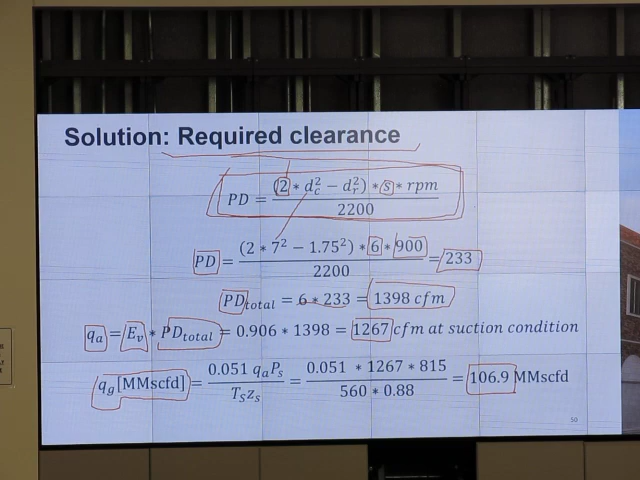 Solution: Required clearance
PD = (2 * d_c^2 − d_r^2) * s * rpm / 2200
PD = (2 * 7^2 − 1.75^2) * 6 * 900 / 2200 = 233
PD_total = 6 * 233 = 1398 cfm
q_a = E_v * PD_total = 0.906 * 1398 = 1267 cfm at suction condition
q_g [MMscfd] = 0.051 q_a P_s / T_s z_s = 0.051 * 1267 * 815 / 560 * 0.88 = 106.9 MMscfd
50